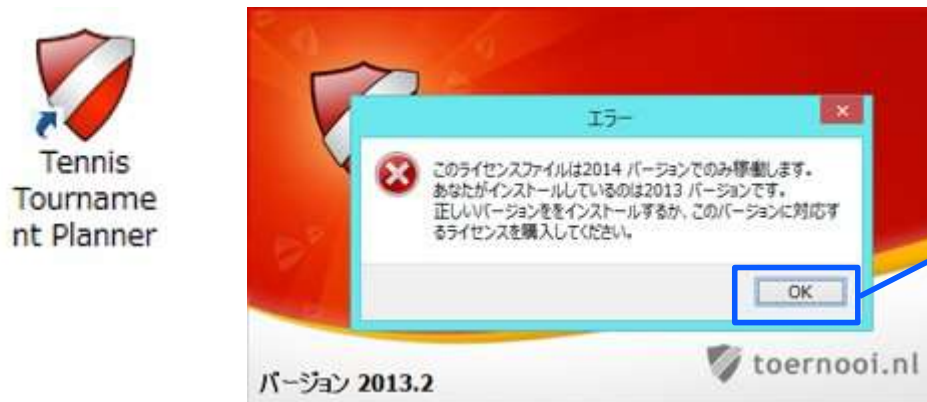 Tennis
Tourname
nt Planner
エラー
このライセンスファイルは2014 バージョンでのみ稼働します。
あなたがインストールしているのは2013 バージョンです。
正しいバージョンををインストールするか、このバージョンに対応す
るライセンスを購入してください。
OK
バージョン 2013.2
toernooi.nl